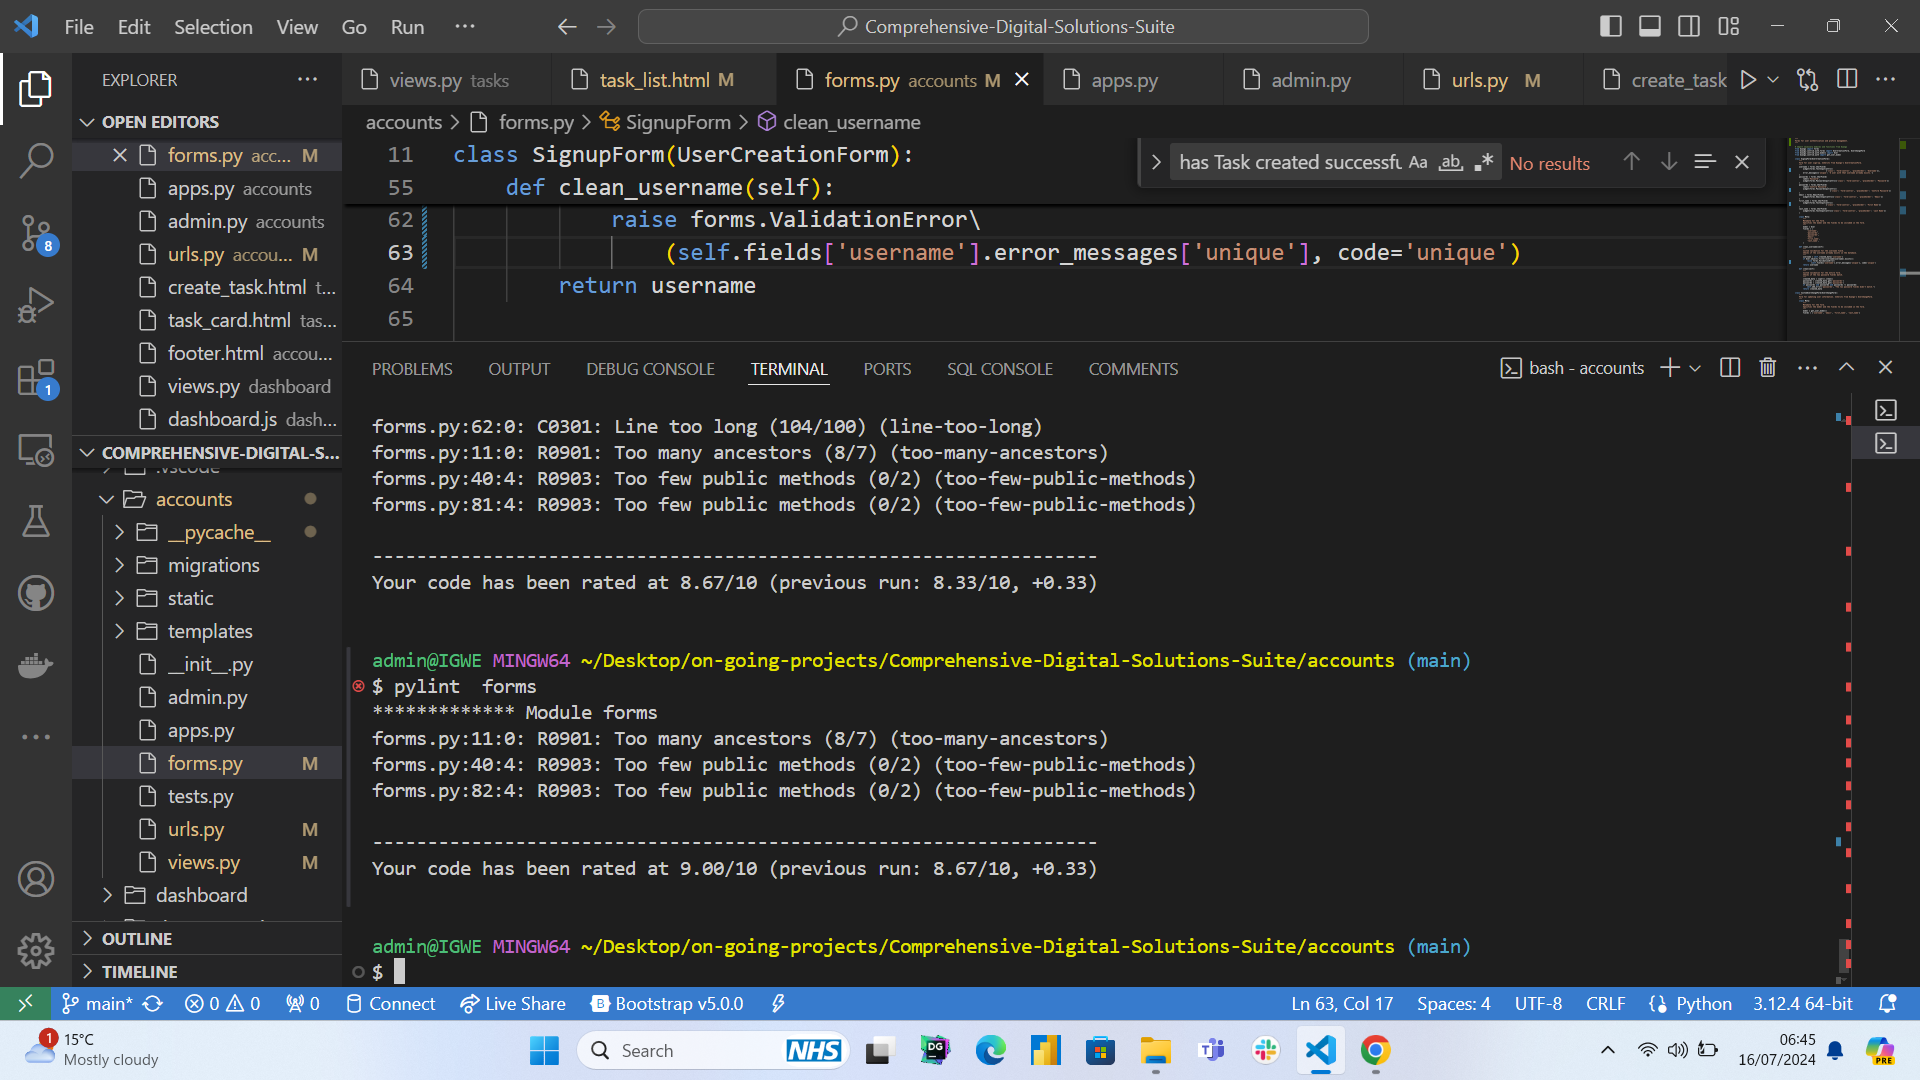 File Edit Selection View Go Run ···
Comprehensive-Digital-Solutions-Suite
EXPLORER
OPEN EDITORS
forms.py acc... M
apps.py accounts
admin.py accounts
urls.py accou... M
create_task.html t...
task_card.html tas...
footer.html accou...
views.py dashboard
dashboard.js dash...
COMPREHENSIVE-DIGITAL-S...
.vscode
accounts
__pycache__
migrations
static
templates
__init__.py
admin.py
apps.py
forms.py M
tests.py
urls.py M
views.py M
dashboard
OUTLINE
TIMELINE
8
1
views.py tasks
task_list.html M
forms.py accounts M
apps.py
admin.py
urls.py M
create_task
accounts > forms.py > SignupForm > clean_username
11 class SignupForm(UserCreationForm):
55 def clean_username(self):
62 raise forms.ValidationError\
63 (self.fields['username'].error_messages['unique'], code='unique')
64 return username
65
has Task created successfu Aa ab .* No results
PROBLEMS OUTPUT DEBUG CONSOLE TERMINAL PORTS SQL CONSOLE COMMENTS
bash - accounts
forms.py:62:0: C0301: Line too long (104/100) (line-too-long)
forms.py:11:0: R0901: Too many ancestors (8/7) (too-many-ancestors)
forms.py:40:4: R0903: Too few public methods (0/2) (too-few-public-methods)
forms.py:81:4: R0903: Too few public methods (0/2) (too-few-public-methods)
------------------------------------------------------------------
Your code has been rated at 8.67/10 (previous run: 8.33/10, +0.33)
admin@IGWE MINGW64 ~/Desktop/on-going-projects/Comprehensive-Digital-Solutions-Suite/accounts (main)
$ pylint  forms
************* Module forms
forms.py:11:0: R0901: Too many ancestors (8/7) (too-many-ancestors)
forms.py:40:4: R0903: Too few public methods (0/2) (too-few-public-methods)
forms.py:82:4: R0903: Too few public methods (0/2) (too-few-public-methods)
------------------------------------------------------------------
Your code has been rated at 9.00/10 (previous run: 8.67/10, +0.33)
admin@IGWE MINGW64 ~/Desktop/on-going-projects/Comprehensive-Digital-Solutions-Suite/accounts (main)
$
main* 0 0 0 Connect Live Share B Bootstrap v5.0.0 Ln 63, Col 17 Spaces: 4 UTF-8 CRLF {} Python 3.12.4 64-bit
1 15°C
Mostly cloudy
Search NHS
DG
06:45
16/07/2024
PRE